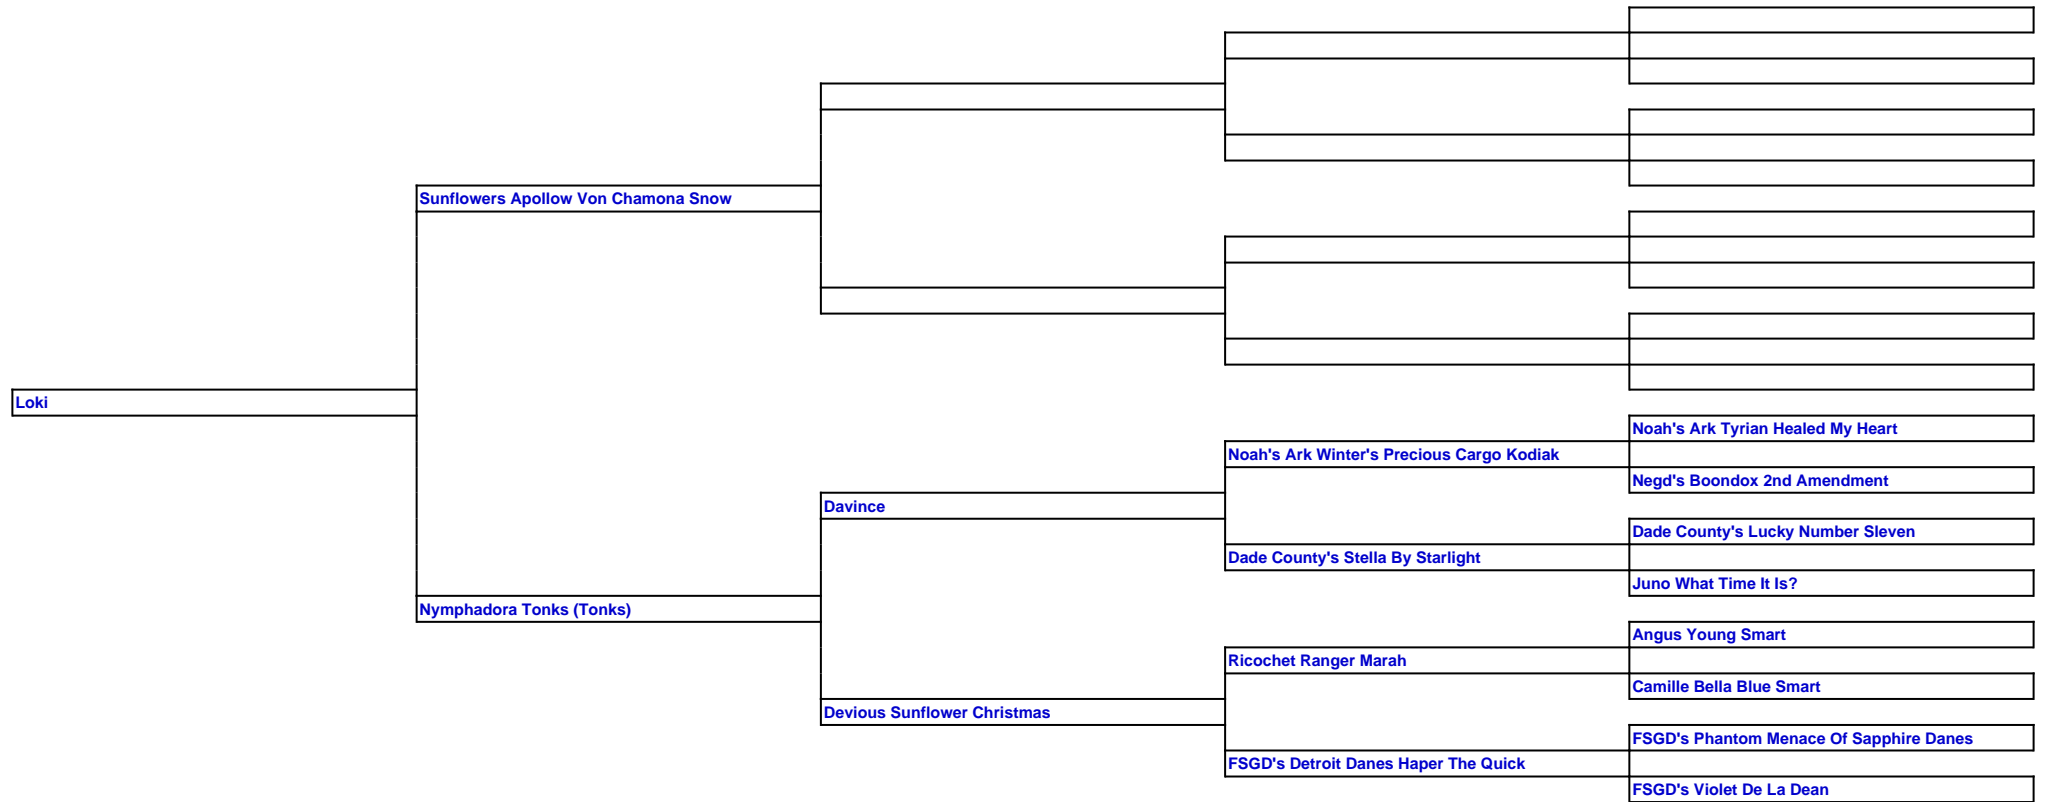 Sunflowers Apollow Von Chamona Snow
Loki
Noah's Ark Tyrian Healed My Heart
Noah's Ark Winter's Precious Cargo Kodiak
Negd's Boondox 2nd Amendment
Davince
Dade County's Lucky Number Sleven
Dade County's Stella By Starlight
Juno What Time It Is?
Nymphadora Tonks (Tonks)
Angus Young Smart
Ricochet Ranger Marah
Camille Bella Blue Smart
Devious Sunflower Christmas
FSGD's Phantom Menace Of Sapphire Danes
FSGD's Detroit Danes Haper The Quick
FSGD's Violet De La Dean